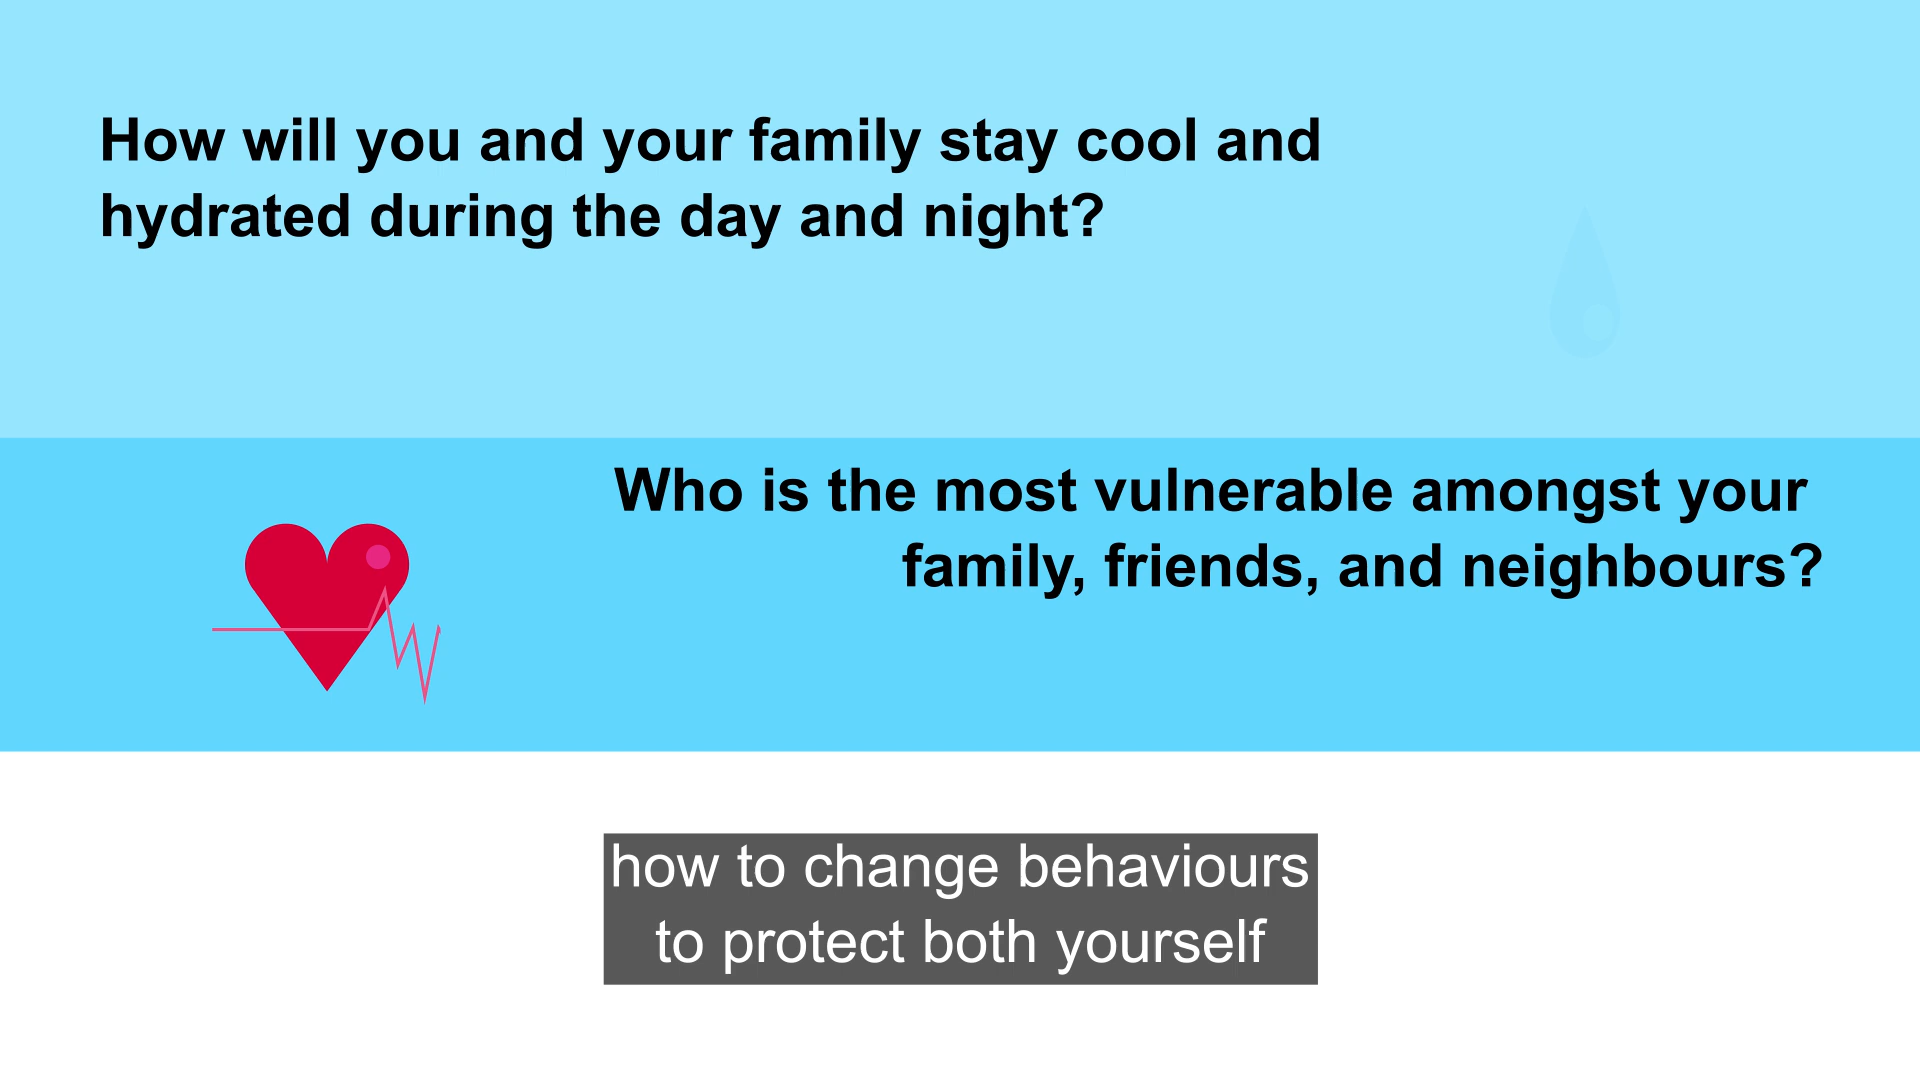 How will you and your family stay cool and
hydrated during the day and night?
Who is the most vulnerable amongst your
family, friends, and neighbours?
how to change behaviours
to protect both yourself